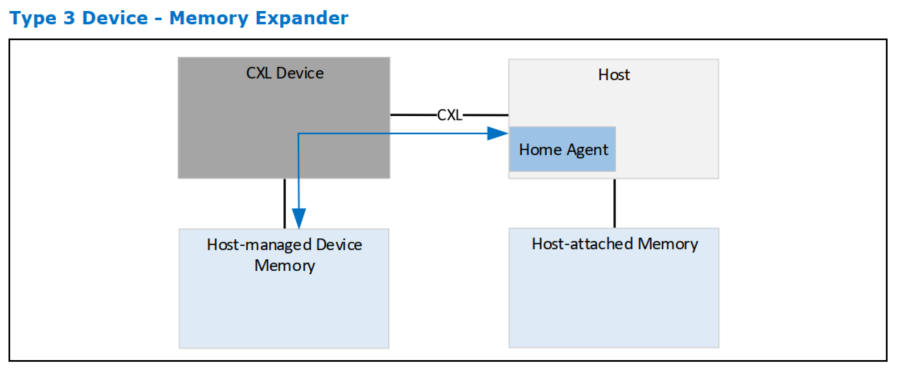 Type 3 Device - Memory Expander
CXL Device
Host
CXL
Home Agent
Host-managed Device
Memory
Host-attached Memory